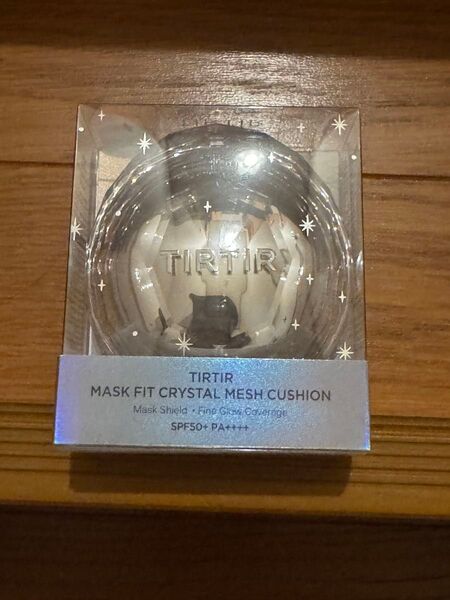 TIRTIR
TIRTIR
MASK FIT CRYSTAL MESH CUSHION
Mask Shield • Fine Glow Coverage
SPF50+ PA++++